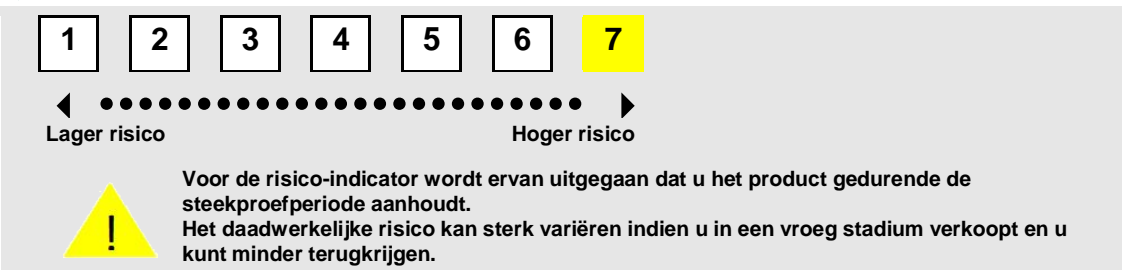 1 2 3 4 5 6 7
Lager risico Hoger risico
!
Voor de risico-indicator wordt ervan uitgegaan dat u het product gedurende de
steekproefperiode aanhoudt.
Het daadwerkelijke risico kan sterk variëren indien u in een vroeg stadium verkoopt en u
kunt minder terugkrijgen.